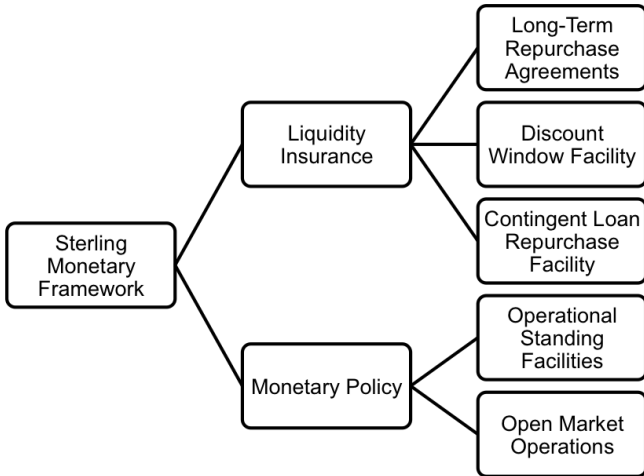 Sterling
Monetary
Framework
Liquidity
Insurance
Monetary Policy
Long-Term
Repurchase
Agreements
Discount
Window Facility
Contingent Loan
Repurchase
Facility
Operational
Standing
Facilities
Open Market
Operations